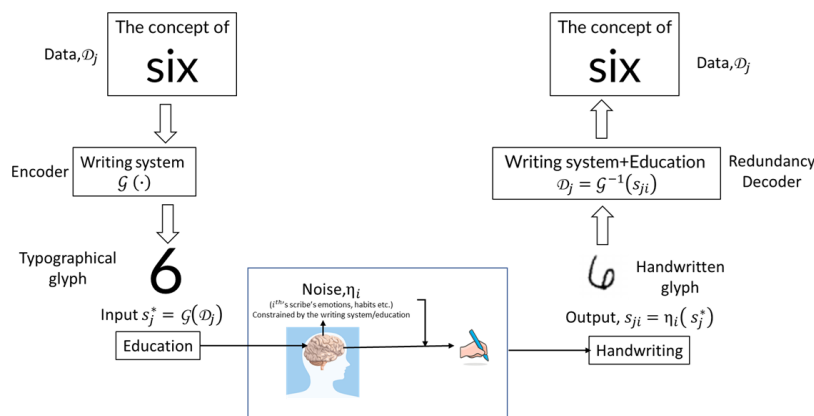 The concept of
six
Data, 𝒟ⱼ
Encoder
Writing system
𝒢 (·)
Typographical
glyph
6
Input sⱼ* = 𝒢(𝒟ⱼ)
Education
Noise, ηᵢ
(iᵗʰ's scribe's emotions, habits etc.)
Constrained by the writing system/education
The concept of
six
Data, 𝒟ⱼ
Writing system+Education
𝒟ⱼ = 𝒢⁻¹(sⱼᵢ)
Redundancy
Decoder
6
Handwritten
glyph
Output, sⱼᵢ = ηᵢ( sⱼ*)
Handwriting